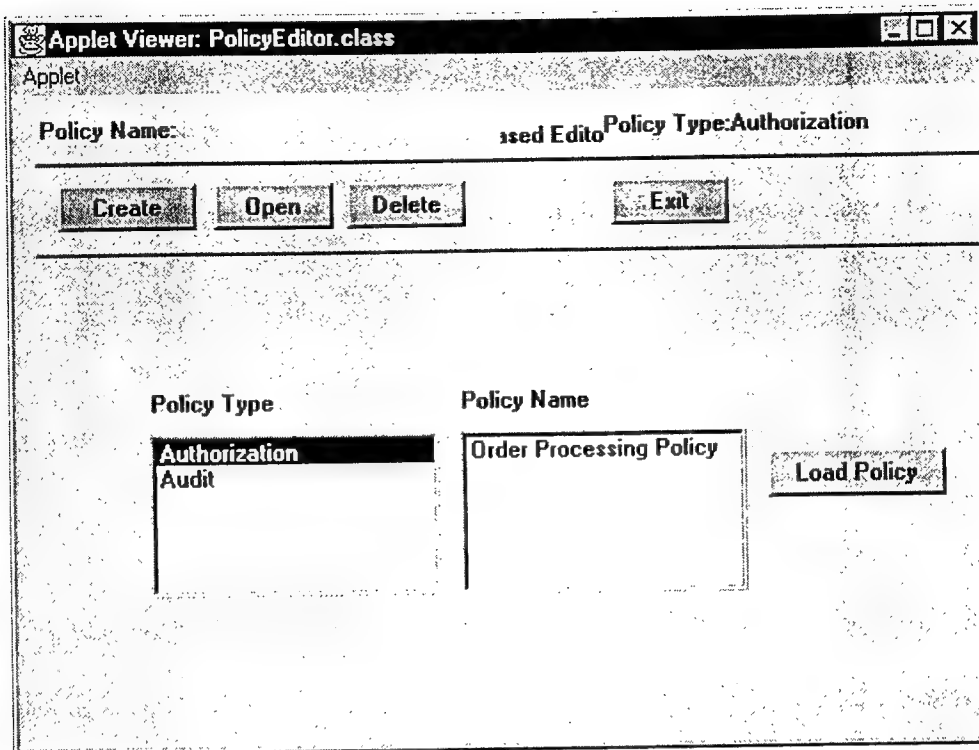 Applet Viewer: PolicyEditor.class
Applet
Policy Name: ased Edito Policy Type:Authorization
Create Open Delete Exit
Policy Type Policy Name
Authorization Order Processing Policy
Audit
Load Policy